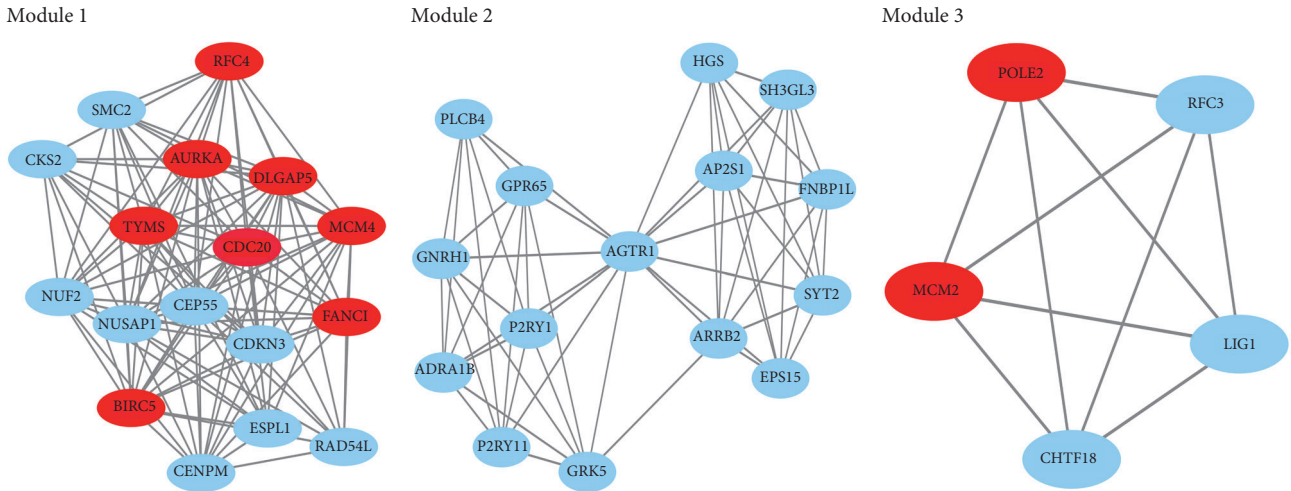 Module 1
Module 2
Module 3
RFC4
SMC2
CKS2
AURKA
DLGAP5
TYMS
CDC20
MCM4
NUF2
CEP55
NUSAP1
FANCI
CDKN3
BIRC5
ESPL1
RAD54L
CENPM
HGS
SH3GL3
PLCB4
AP2S1
GPR65
FNBP1L
GNRH1
AGTR1
SYT2
P2RY1
ARRB2
ADRA1B
EPS15
P2RY11
GRK5
POLE2
RFC3
MCM2
LIG1
CHTF18